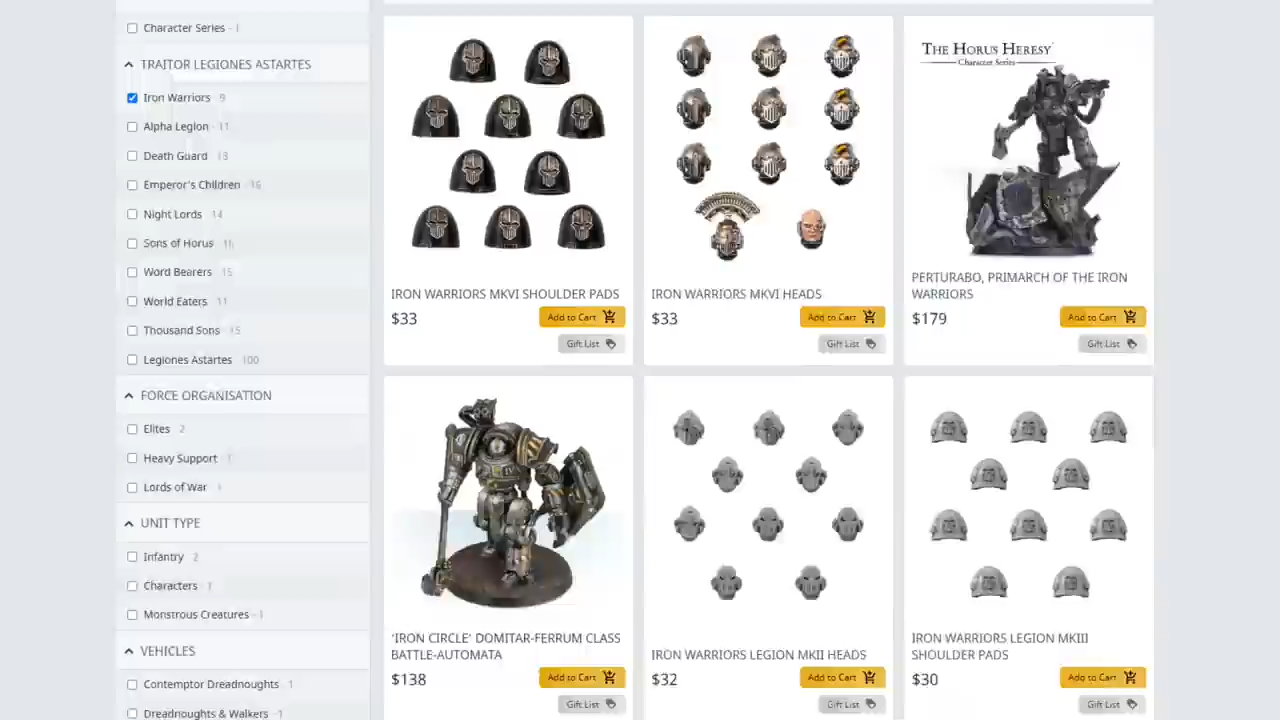 Character Series - 1
TRAITOR LEGIONES ASTARTES
Iron Warriors 9
Alpha Legion - 11
Death Guard
Emperor's Children - 16
Night Lords 14
Sons of Horus
Word Bearers 15
World Eaters 11
Thousand Sons - 15
Legiones Astartes 100
FORCE ORGANISATION
Elites 2
Heavy Support
Lords of War
UNIT TYPE
Infantry 2
Characters - 1
Monstrous Creatures - 1
VEHICLES
Contemptor Dreadnoughts 1
Dreadnoughts & Walkers - 1
IRON WARRIORS MKVI SHOULDER PADS
$33
Add to Cart
Gift List
IRON WARRIORS MKVI HEADS
$33
Add to Cart
Gift List
THE HORUS HERESY
Character Series
PERTURABO, PRIMARCH OF THE IRON
WARRIORS
$179
Add to Cart
Gift List
'IRON CIRCLE' DOMITAR-FERRUM CLASS
BATTLE-AUTOMATA
$138
Add to Cart
Gift List
IRON WARRIORS LEGION MKII HEADS
$32
Add to Cart
Gift List
IRON WARRIORS LEGION MKIII
SHOULDER PADS
$30
Add to Cart
Gift List